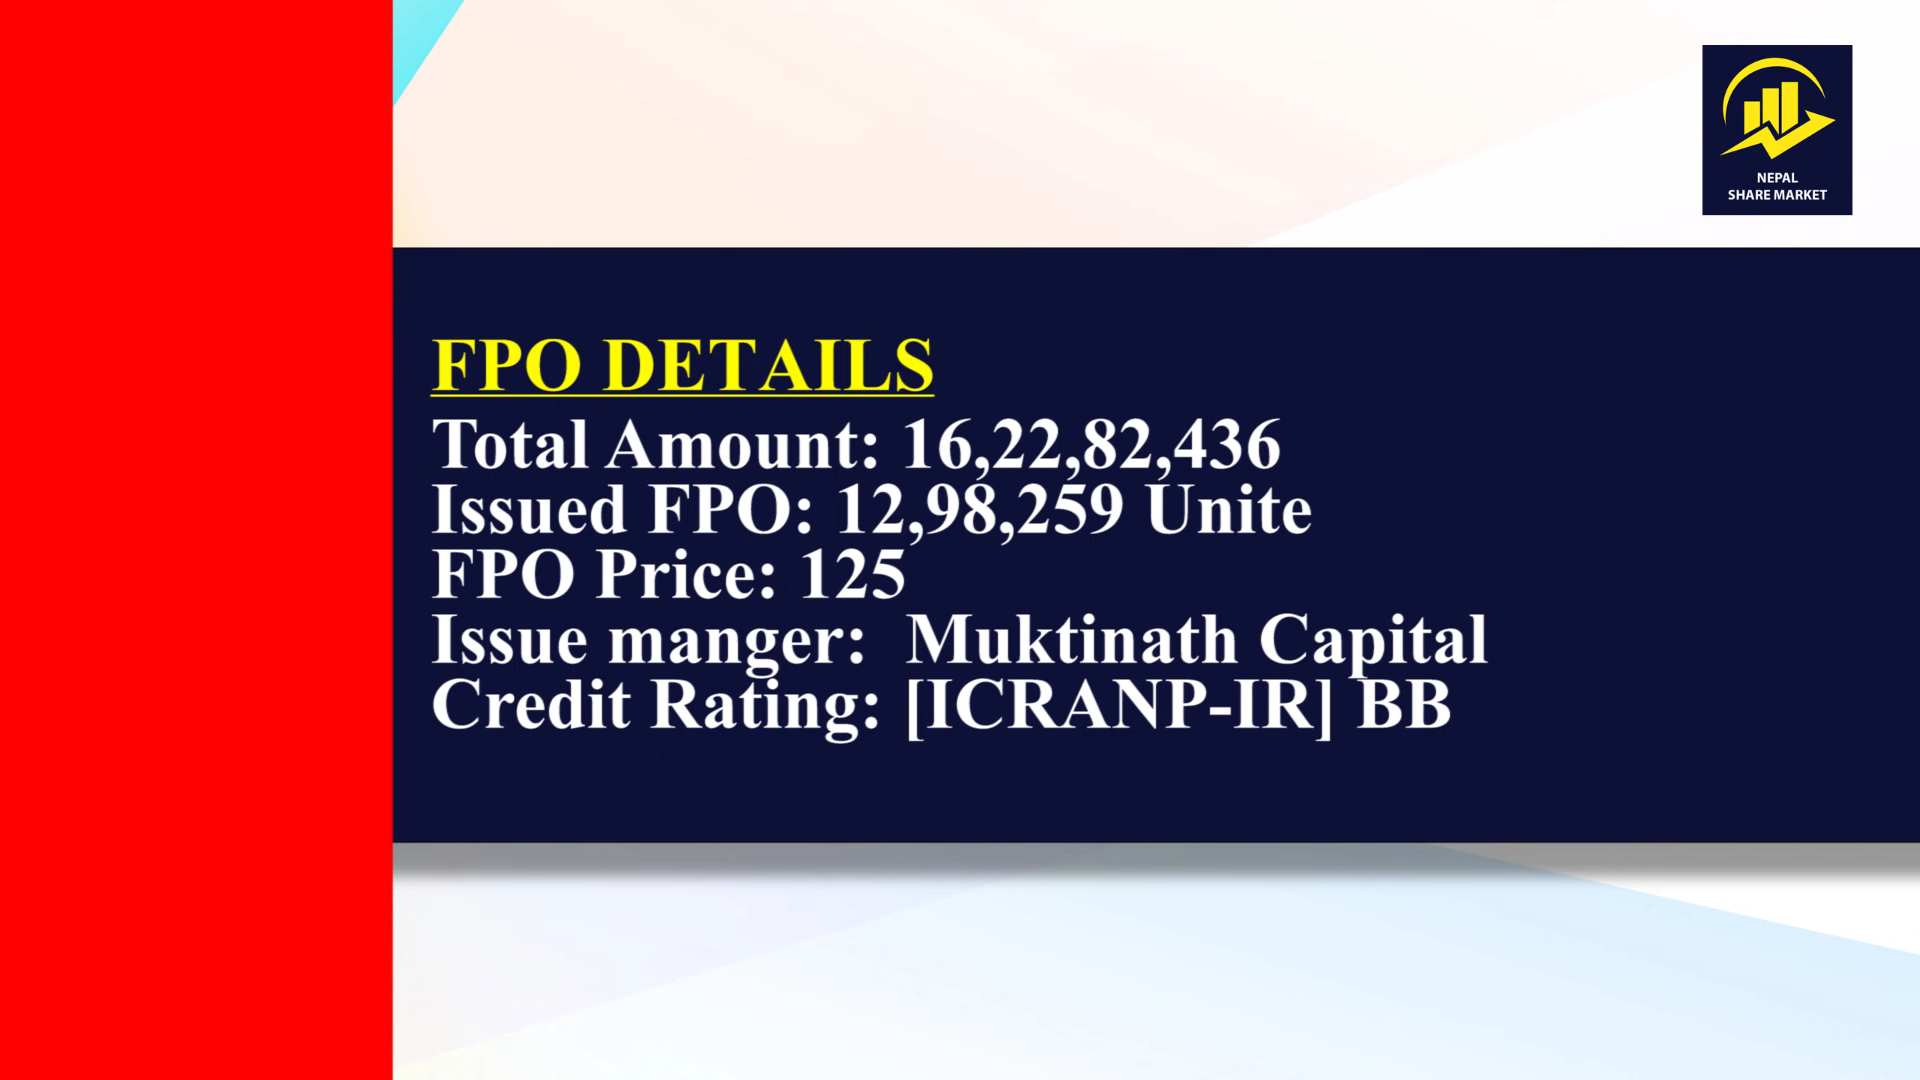 NEPAL
SHARE MARKET
FPO DETAILS
Total Amount: 16,22,82,436
Issued FPO: 12,98,259 Unite
FPO Price: 125
Issue manger:  Muktinath Capital
Credit Rating: [ICRANP-IR] BB